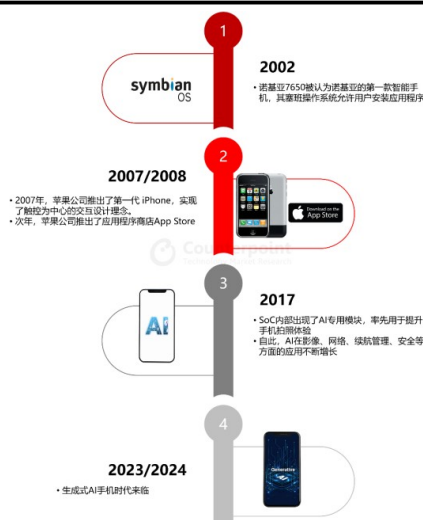 1
symbian
OS
2002
• 诺基亚7650被认为诺基亚的第一款智能手
机，其塞班操作系统允许用户安装应用程序
2
2007/2008
• 2007年，苹果公司推出了第一代 iPhone，实现
了触控为中心的交互设计理念。
• 次年，苹果公司推出了应用程序商店App Store
Download on the
App Store
Counterpoint
Technology Market Research
3
AI
2017
• SoC内部出现了AI专用模块，率先用于提升
手机拍照体验
• 自此，AI在影像、网络、续航管理、安全等
方面的应用不断增长
4
2023/2024
• 生成式AI手机时代来临
Generative